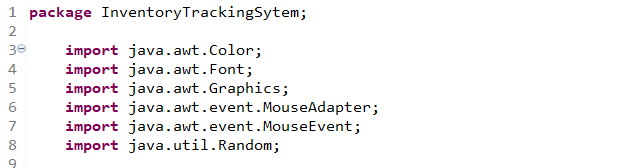 1 package InventoryTrackingSytem;
2
3 import java.awt.Color;
4 import java.awt.Font;
5 import java.awt.Graphics;
6 import java.awt.event.MouseAdapter;
7 import java.awt.event.MouseEvent;
8 import java.util.Random;
9